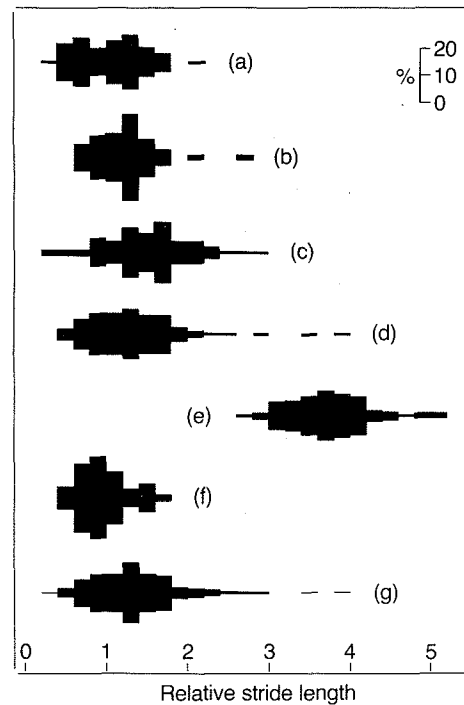 20
(a)
% 10
0
(b)
(c)
(d)
(e)
(f)
(g)
0 1 2 3 4 5
Relative stride length